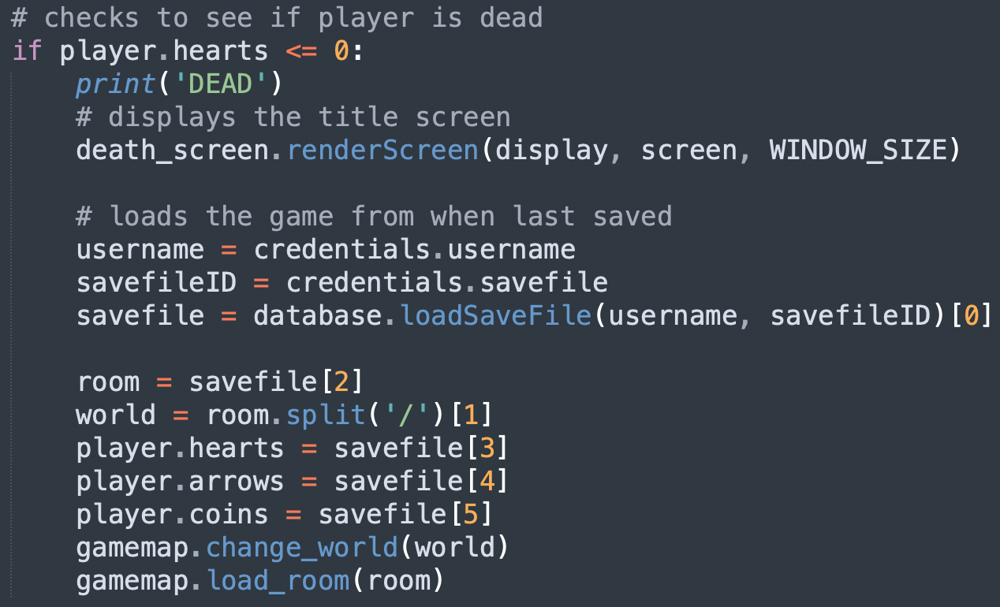 # checks to see if player is dead
if player.hearts <= 0:
    print('DEAD')
    # displays the title screen
    death_screen.renderScreen(display, screen, WINDOW_SIZE)

    # loads the game from when last saved
    username = credentials.username
    savefileID = credentials.savefile
    savefile = database.loadSaveFile(username, savefileID)[0]

    room = savefile[2]
    world = room.split('/')[1]
    player.hearts = savefile[3]
    player.arrows = savefile[4]
    player.coins = savefile[5]
    gamemap.change_world(world)
    gamemap.load_room(room)